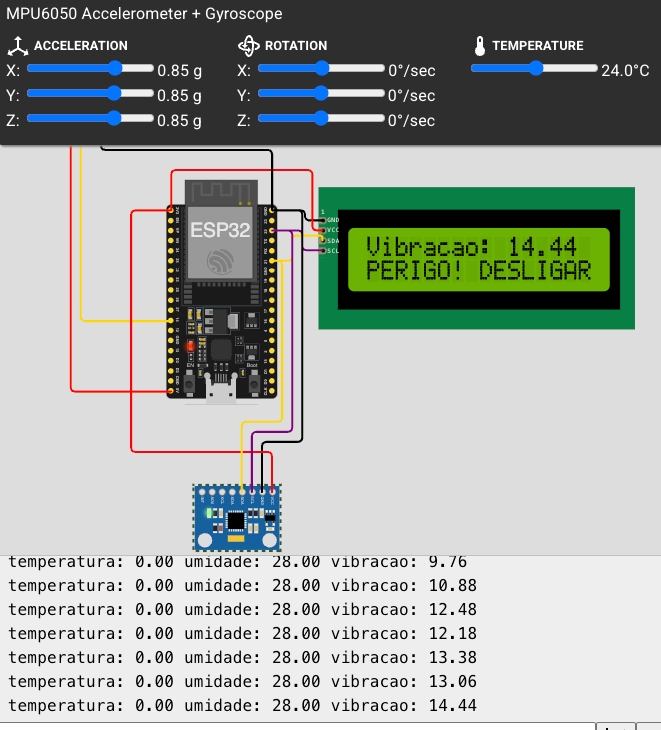 MPU6050 Accelerometer + Gyroscope
ACCELERATION
X: 0.85 g
Y: 0.85 g
Z: 0.85 g
ROTATION
X: 0°/sec
Y: 0°/sec
Z: 0°/sec
TEMPERATURE
24.0°C
ESP32
EN
Boot
1
GND
VCC
SDA
SCL
Vibracao: 14.44
PERIGO! DESLIGAR
temperatura: 0.00 umidade: 28.00 vibracao: 9.76
temperatura: 0.00 umidade: 28.00 vibracao: 10.88
temperatura: 0.00 umidade: 28.00 vibracao: 12.48
temperatura: 0.00 umidade: 28.00 vibracao: 12.18
temperatura: 0.00 umidade: 28.00 vibracao: 13.38
temperatura: 0.00 umidade: 28.00 vibracao: 13.06
temperatura: 0.00 umidade: 28.00 vibracao: 14.44